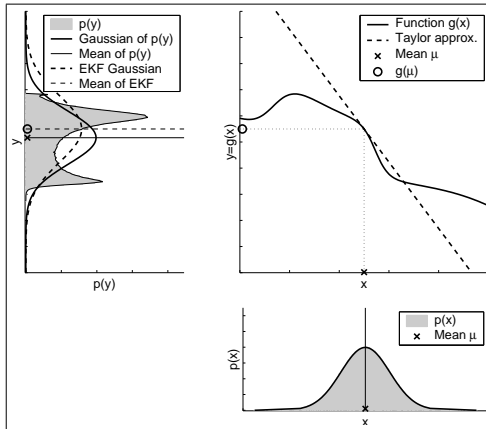 p(y)
Gaussian of p(y)
Mean of p(y)
EKF Gaussian
Mean of EKF
y
p(y)
Function g(x)
Taylor approx.
Mean μ
g(μ)
y=g(x)
x
p(x)
Mean μ
p(x)
x